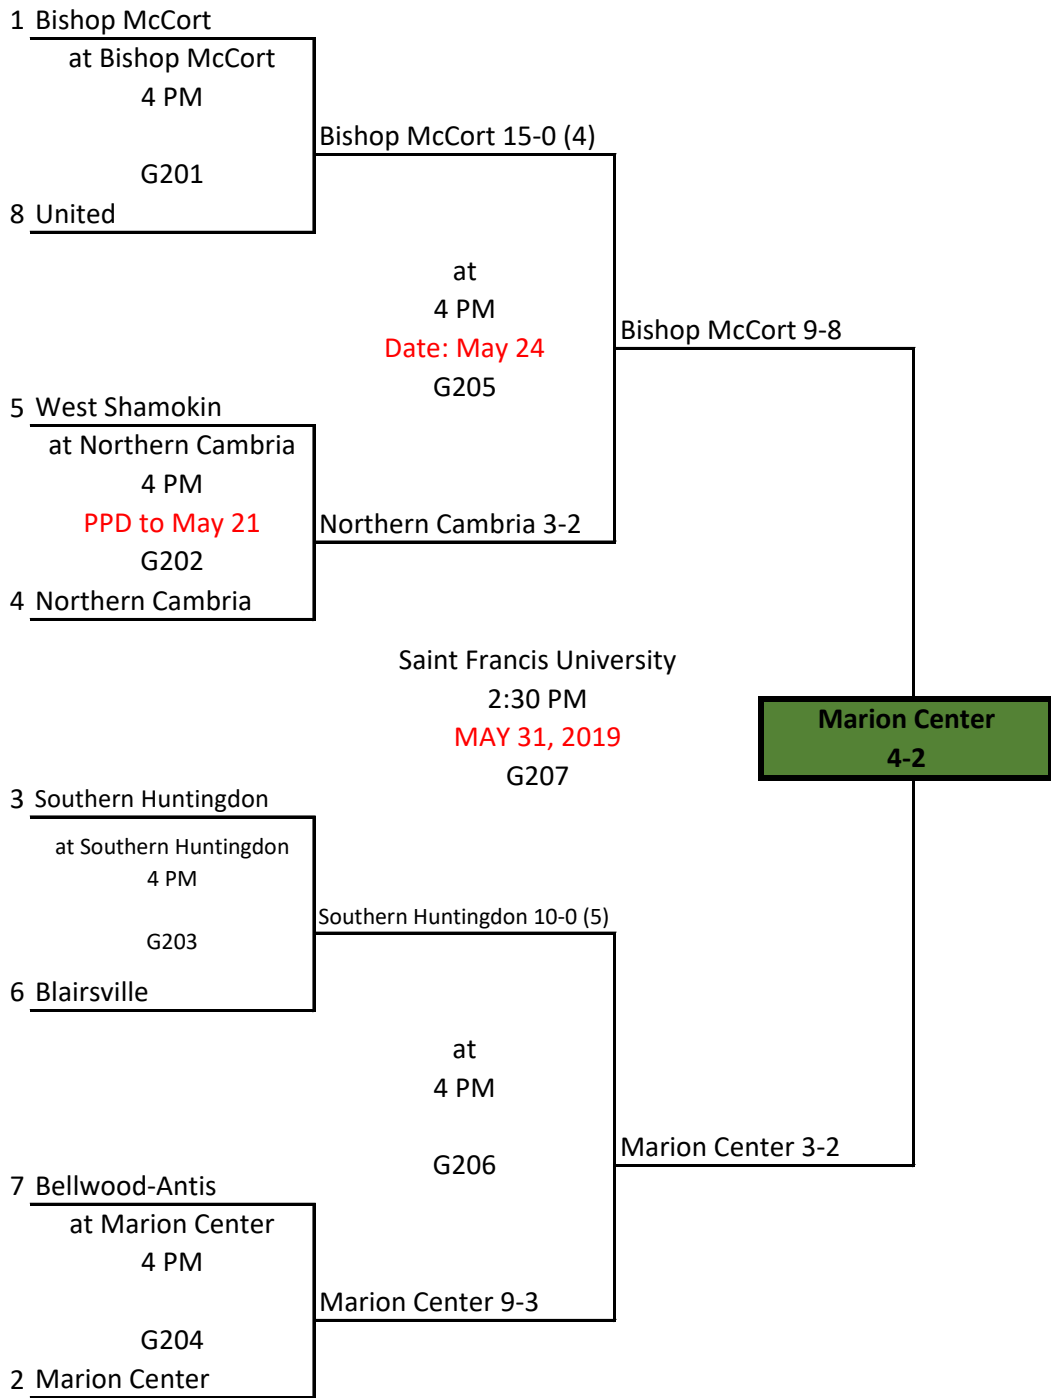 1 Bishop McCort
at Bishop McCort
4 PM
Bishop McCort 15-0 (4)
G201
8 United
at
4 PM
Bishop McCort 9-8
Date: May 24
G205
5 West Shamokin
at Northern Cambria
4 PM
PPD to May 21
Northern Cambria 3-2
G202
4 Northern Cambria
Saint Francis University
2:30 PM
MAY 31, 2019
G207
Marion Center
4-2
3 Southern Huntingdon
at Southern Huntingdon
4 PM
Southern Huntingdon 10-0 (5)
G203
6 Blairsville
at
4 PM
Marion Center 3-2
G206
7 Bellwood-Antis
at Marion Center
4 PM
Marion Center 9-3
G204
2 Marion Center